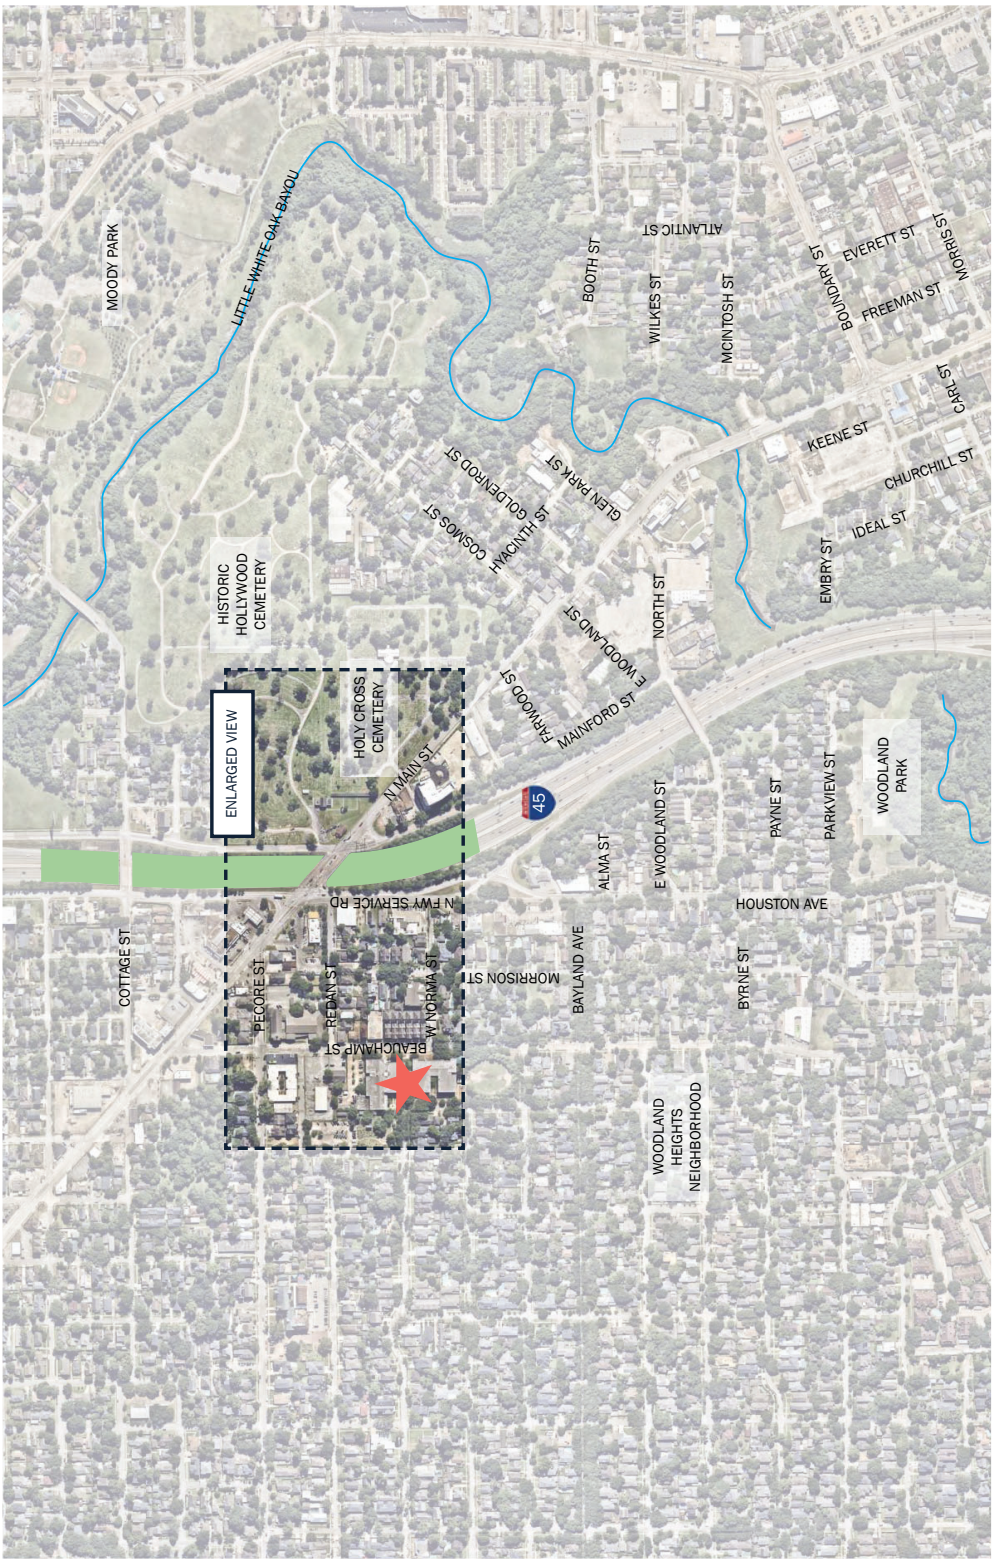 MOODY PARK
LITTLE WHITE OAK BAYOU
BOOTH ST
ATLANTIC ST
WILKES ST
MCINTOSH ST
BOUNDARY ST
EVERETT ST
MORRIS ST
FREEMAN ST
CARL ST
KEENE ST
CHURCHILL ST
IDEAL ST
EMBRY ST
GOLDENROD ST
GLEN PARK ST
COSMOS ST
HYACINTH ST
HISTORIC
HOLLYWOOD
CEMETERY
NORTH ST
E WOODLAND ST
FARWOOD ST
MAINFORD ST
ENLARGED VIEW
HOLY CROSS
CEMETERY
N MAIN ST
45
WOODLAND
PARK
PARKVIEW ST
PAYNE ST
E WOODLAND ST
ALMA ST
HOUSTON AVE
N FWY SERVICE RD
COTTAGE ST
PECORE ST
REDAN ST
W NORMA ST
MORRISON ST
BAYLAND AVE
BYRNE ST
BEAUCHAMP ST
WOODLAND
HEIGHTS
NEIGHBORHOOD